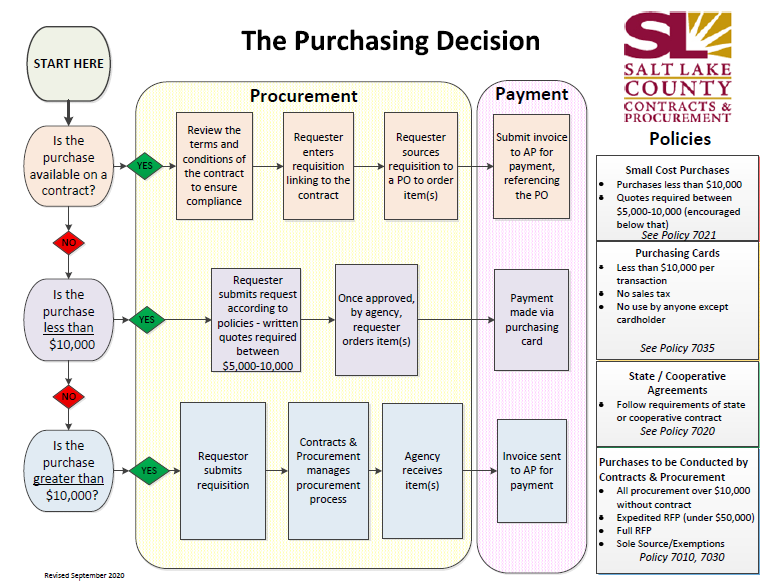 The Purchasing Decision
SL
SALT LAKE
COUNTY
CONTRACTS &
PROCUREMENT
START HERE
Procurement
Payment
Policies
Is the
purchase
available on a
contract?
YES
Review the
terms and
conditions of
the contract
to ensure
compliance
Requester
enters
requisition
linking to the
contract
Requester
sources
requisition to
a PO to order
item(s)
Submit invoice
to AP for
payment,
referencing
the PO
NO
Is the
purchase
less than
$10,000
YES
Requester
submits request
according to
policies - written
quotes required
between
$5,000-10,000
Once approved,
by agency,
requester
orders item(s)
Payment
made via
purchasing
card
NO
Is the
purchase
greater than
$10,000?
YES
Requestor
submits
requisition
Contracts &
Procurement
manages
procurement
process
Agency
receives
item(s)
Invoice sent
to AP for
payment
Small Cost Purchases
Purchases less than $10,000
Quotes required between
$5,000-10,000 (encouraged
below that)
See Policy 7021
Purchasing Cards
Less than $10,000 per
transaction
No sales tax
No use by anyone except
cardholder
See Policy 7035
State / Cooperative
Agreements
Follow requirements of state
or cooperative contract
See Policy 7020
Purchases to be Conducted by
Contracts & Procurement
All procurement over $10,000
without contract
Expedited RFP (under $50,000)
Full RFP
Sole Source/Exemptions
Policy 7010, 7030
Revised September 2020